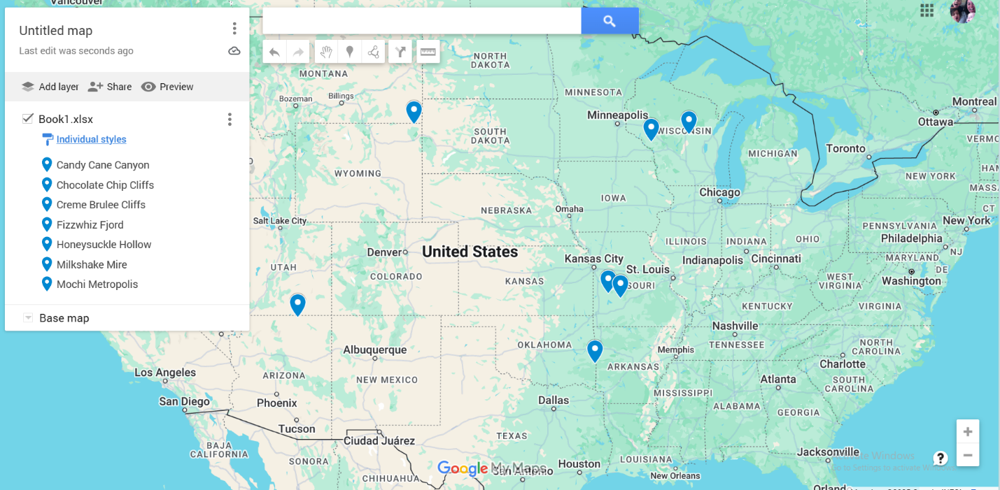 Vancouver
Untitled map
Last edit was seconds ago
Add layer Share Preview
Book1.xlsx
Individual styles
Candy Cane Canyon
Chocolate Chip Cliffs
Creme Brulee Cliffs
Fizzwhiz Fjord
Honeysuckle Hollow
Milkshake Mire
Mochi Metropolis
Base map
NORTH
DAKOTA
MONTANA
MINNESOTA
Bozeman
Billings
Minneapolis
WISCONSIN
Montreal
Ottawa
SOUTH
DAKOTA
MICHIGAN
Toronto
VERMO
WYOMING
NEW YORK
HAM
MASS
Chicago
IOWA
NEBRASKA
Omaha
CT
Salt Lake City
New York
PENNSYLVANIA
Philadelphia
NJ
ILLINOIS
INDIANA
OHIO
Denver
United States
Kansas City
Indianapolis
Cincinnati
MARYLAND
DE
UTAH
COLORADO
KANSAS
St. Louis
SOURI
WEST
VIRGINIA
Washington
KENTUCKY
VIRGINIA
Nashville
TENNESSEE
Albuquerque
OKLAHOMA
Memphis
NORTH
CAROLINA
ARKANSAS
Charlotte
Los Angeles
ARIZONA
NEW MEXICO
Atlanta
SOUTH
CAROLINA
San Diego
Phoenix
Dallas
MISSISSIPPI
ALABAMA
GEORGIA
Tucson
TEXAS
Ciudad Juárez
BAJA
CALIFORNIA
SONORA
Jacksonville
LOUISIANA
Houston
San Antonio
New Orleans
CHIHUAHUA
Google My Maps
Activate Windows
Go to Settings to activate Windows.
Orlando